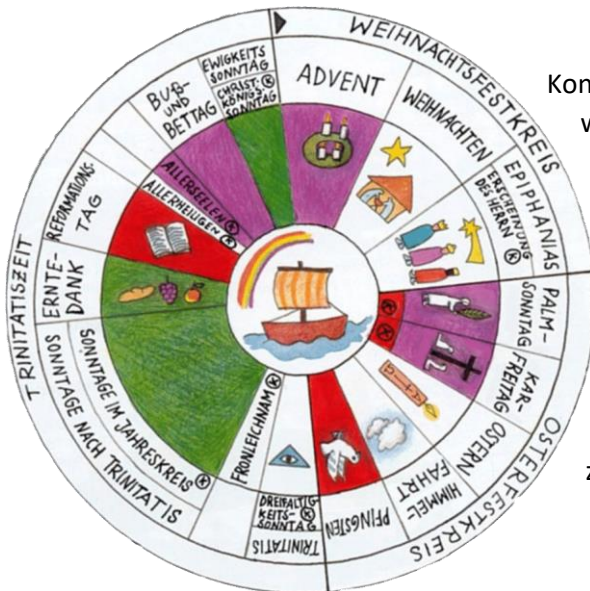 WEIHNACHTSFESTKREIS
ADVENT
WEIHNACHTEN
EPIPHANIAS
ERSCHEINUNG
DES HERRN K
OSTERFESTKREIS
PALM-
SONNTAG
K
KAR-
FREITAG
K
OSTERN
HIMMEL-
FAHRT
PFINGSTEN
TRINITATISZEIT
TRINITATIS
DREIFALTIG
KEITS- K
SONNTAG
FRONLEICHNAM K
SONNTAGE NACH TRINITATIS
SONNTAGE IM JAHRESKREIS K
ERNTE-
DANK
REFORMATIONS-
TAG
ALLERHEILIGEN K
ALLERSEELEN K
BUß-
UND
BETTAG
EWIGKEITS
SONNTAG
CHRIST- K
KÖNIGS-
SONNTAG
Kon